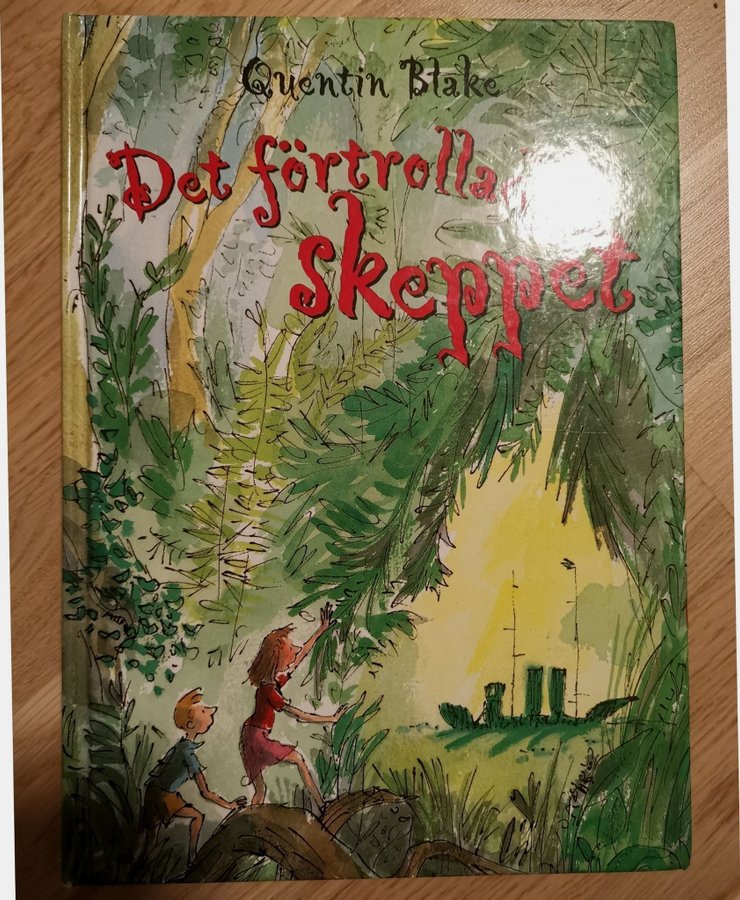 Quentin Blake
Det förtrolla
skeppet